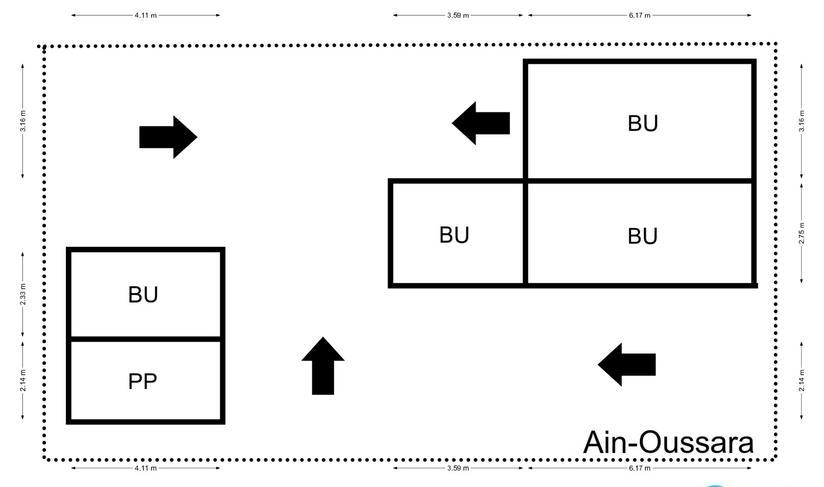 4.11 m
3.59 m
6.17 m
3.16 m
3.16 m
BU
BU
BU
2.75 m
BU
2.33 m
PP
2.14 m
2.14 m
Ain-Oussara
4.11 m
3.59 m
6.17 m